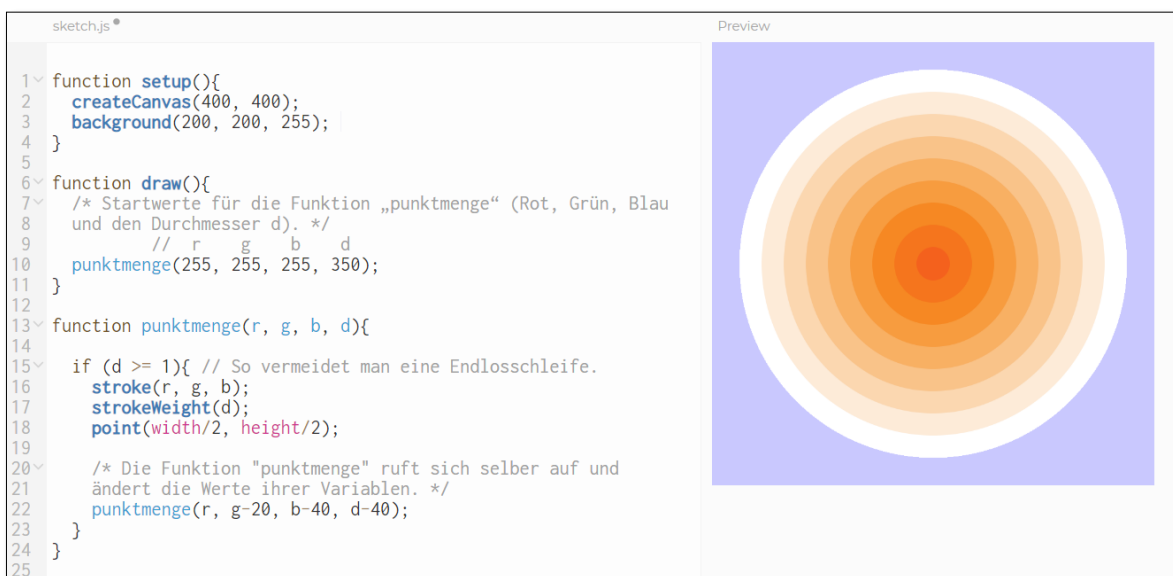 sketch.js
Preview
1 function setup(){
2 createCanvas(400, 400);
3 background(200, 200, 255);
4 }
5
6 function draw(){
7 /* Startwerte für die Funktion „punktmenge“ (Rot, Grün, Blau
8 und den Durchmesser d). */
9 // r g b d
10 punktmenge(255, 255, 255, 350);
11 }
12
13 function punktmenge(r, g, b, d){
14
15 if (d >= 1){ // So vermeidet man eine Endlosschleife.
16 stroke(r, g, b);
17 strokeWeight(d);
18 point(width/2, height/2);
19
20 /* Die Funktion "punktmenge" ruft sich selber auf und
21 ändert die Werte ihrer Variablen. */
22 punktmenge(r, g-20, b-40, d-40);
23 }
24 }
25